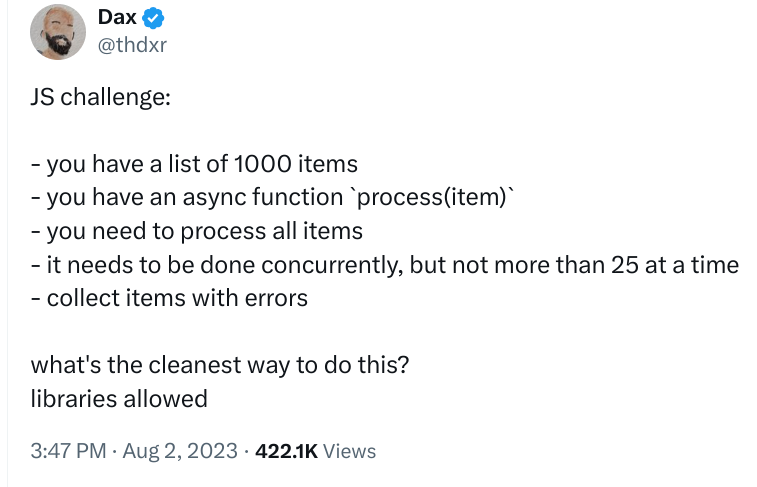 Dax
@thdxr
JS challenge:
- you have a list of 1000 items
- you have an async function `process(item)`
- you need to process all items
- it needs to be done concurrently, but not more than 25 at a time
- collect items with errors
what's the cleanest way to do this?
libraries allowed
3:47 PM · Aug 2, 2023 · 422.1K Views